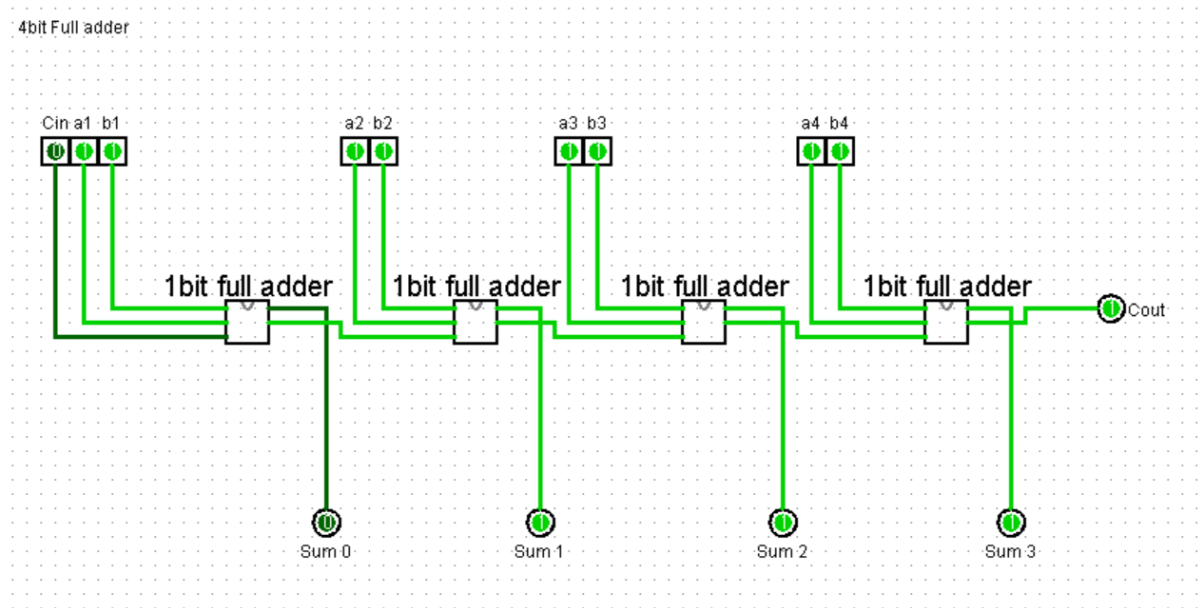 4bit Full adder
Cin a1 b1
a2 b2
a3 b3
a4 b4
0 1 1
1 1
1 1
1 1
1bit full adder
1bit full adder
1bit full adder
1bit full adder
1 Cout
0
1
1
1
Sum 0
Sum 1
Sum 2
Sum 3